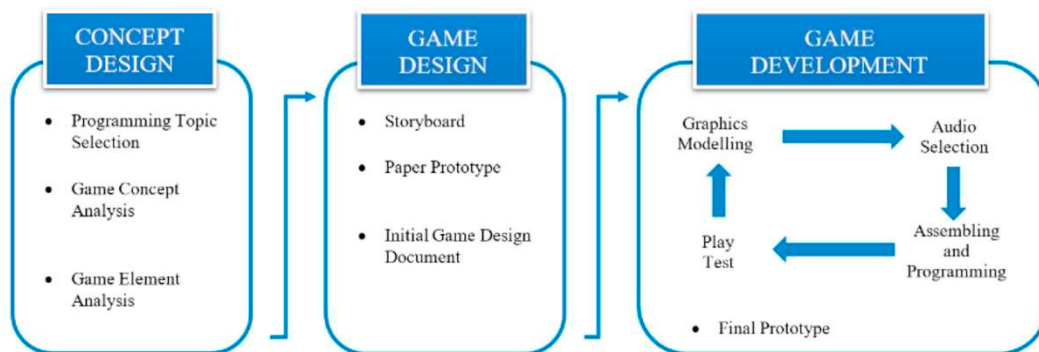 CONCEPT
DESIGN
• Programming Topic
Selection
• Game Concept
Analysis
• Game Element
Analysis
GAME
DESIGN
• Storyboard
• Paper Prototype
• Initial Game Design
Document
GAME
DEVELOPMENT
Graphics
Modelling
Audio
Selection
Assembling
and
Programming
Play
Test
• Final Prototype